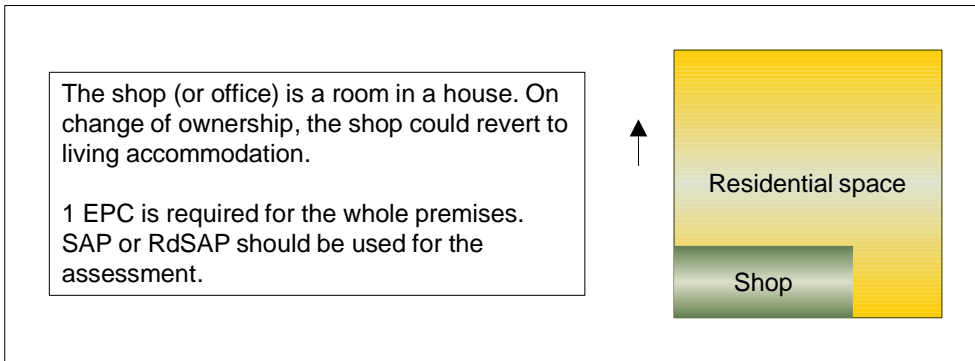 The shop (or office) is a room in a house. On
change of ownership, the shop could revert to
living accommodation.
1 EPC is required for the whole premises.
SAP or RdSAP should be used for the
assessment.
Residential space
Shop